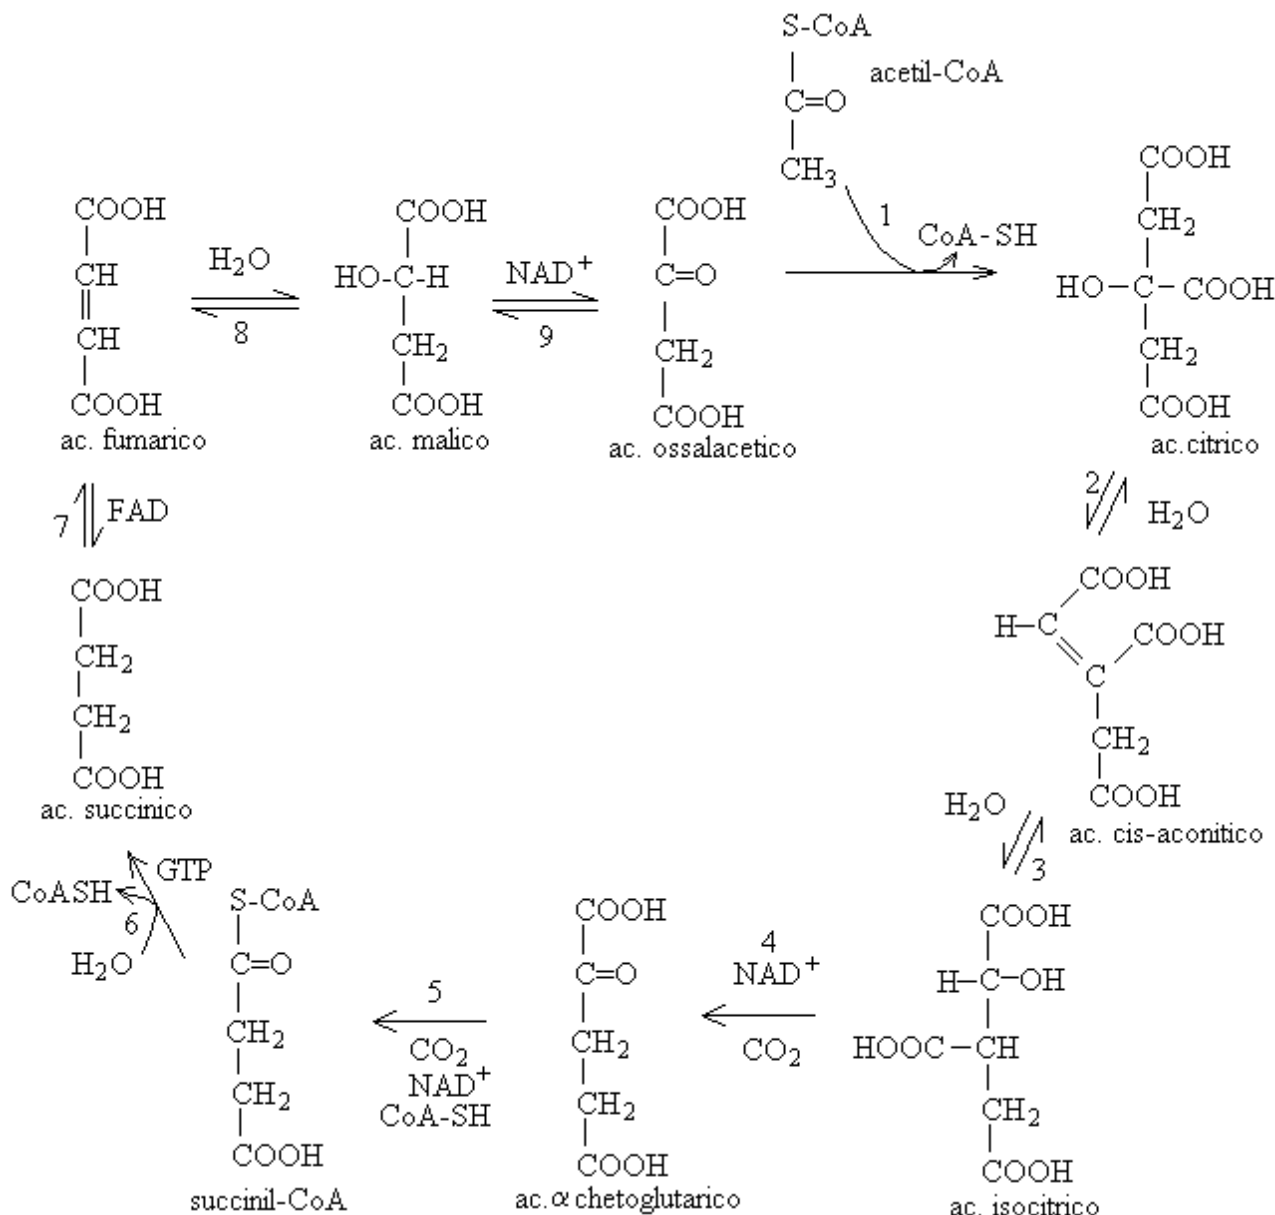 S-CoA
acetil-CoA
C=O
CH3
1
CoA-SH
COOH
CH2
HO-C-COOH
CH2
COOH
ac.citrico
COOH
CH
CH
COOH
ac. fumarico
H2O
8
COOH
HO-C-H
CH2
COOH
ac. malico
NAD+
9
COOH
C=O
CH2
COOH
ac. ossalacetico
2
H2O
COOH
H-C
COOH
C
CH2
COOH
ac. cis-aconitico
H2O
3
COOH
H-C-OH
HOOC-CH
CH2
COOH
ac. isocitrico
4
NAD+
CO2
COOH
C=O
CH2
CH2
COOH
ac.α chetoglutarico
5
CO2
NAD+
CoA-SH
S-CoA
C=O
CH2
CH2
COOH
succinil-CoA
GTP
CoASH
6
H2O
COOH
CH2
CH2
COOH
ac. succinico
7
FAD